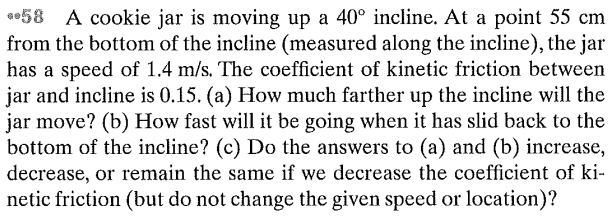 ••58 A cookie jar is moving up a 40° incline. At a point 55 cm
from the bottom of the incline (measured along the incline), the jar
has a speed of 1.4 m/s. The coefficient of kinetic friction between
jar and incline is 0.15. (a) How much farther up the incline will the
jar move? (b) How fast will it be going when it has slid back to the
bottom of the incline? (c) Do the answers to (a) and (b) increase,
decrease, or remain the same if we decrease the coefficient of ki-
netic friction (but do not change the given speed or location)?